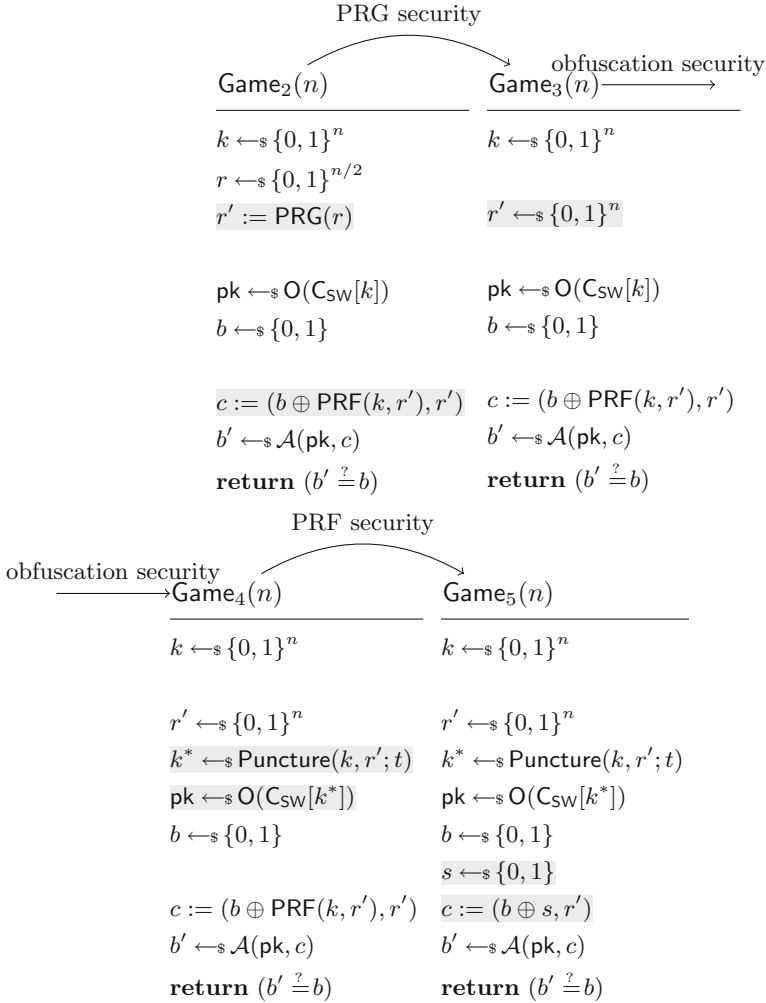 PRG security
obfuscation security
Game₂(n)
k ←$ {0, 1}ⁿ
r ←$ {0, 1}^{n/2}
r′ := PRG(r)
pk ←$ O(C_SW[k])
b ←$ {0, 1}
c := (b ⊕ PRF(k, r′), r′)
b′ ←$ 𝒜(pk, c)
return (b′ ≟ b)
Game₃(n)
k ←$ {0, 1}ⁿ
r′ ←$ {0, 1}ⁿ
pk ←$ O(C_SW[k])
b ←$ {0, 1}
c := (b ⊕ PRF(k, r′), r′)
b′ ←$ 𝒜(pk, c)
return (b′ ≟ b)
PRF security
obfuscation security
Game₄(n)
k ←$ {0, 1}ⁿ
r′ ←$ {0, 1}ⁿ
k* ←$ Puncture(k, r′; t)
pk ←$ O(C_SW[k*])
b ←$ {0, 1}
c := (b ⊕ PRF(k, r′), r′)
b′ ←$ 𝒜(pk, c)
return (b′ ≟ b)
Game₅(n)
k ←$ {0, 1}ⁿ
r′ ←$ {0, 1}ⁿ
k* ←$ Puncture(k, r′; t)
pk ←$ O(C_SW[k*])
b ←$ {0, 1}
s ←$ {0, 1}
c := (b ⊕ s, r′)
b′ ←$ 𝒜(pk, c)
return (b′ ≟ b)